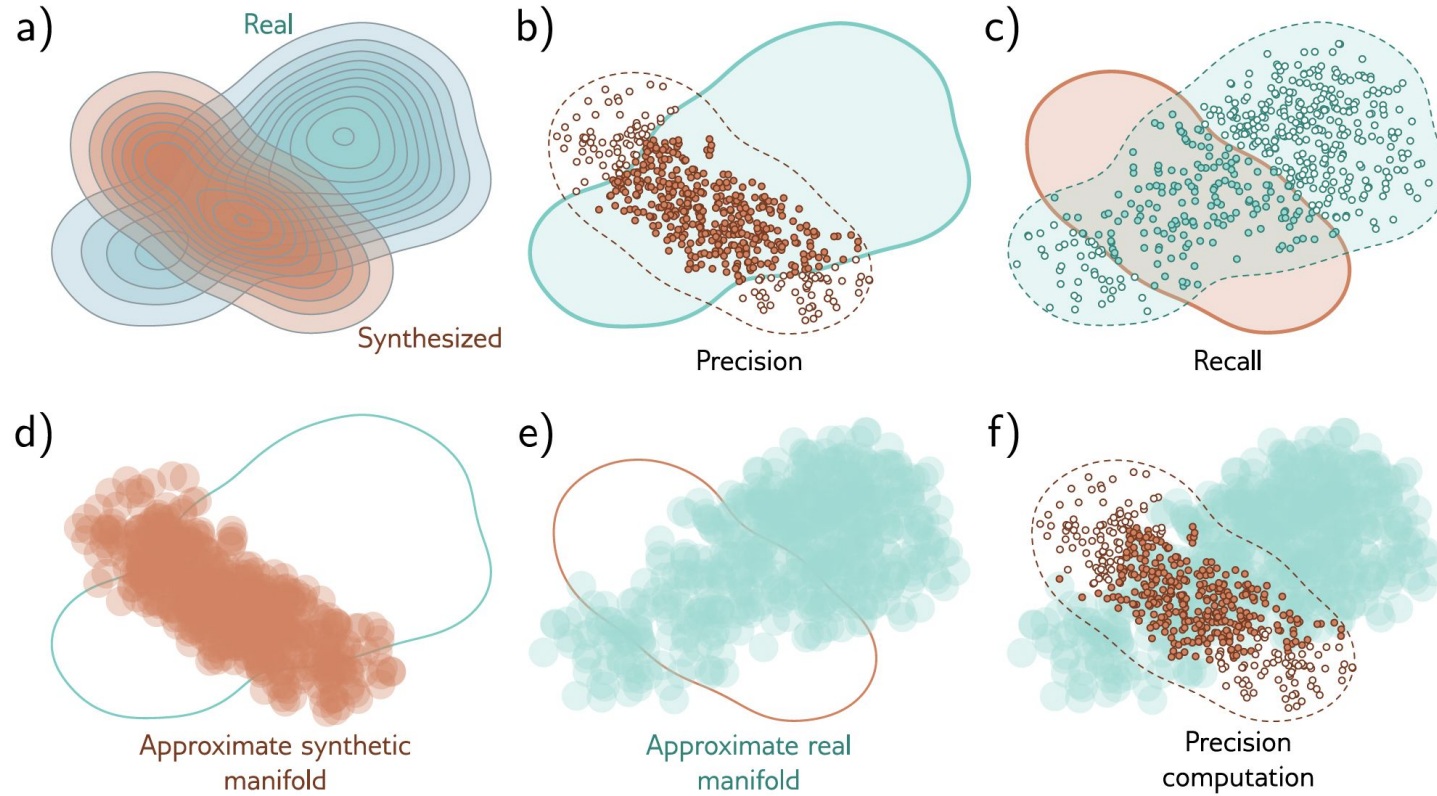 a)
Real
Synthesized
b)
Precision
c)
Recall
d)
Approximate synthetic
manifold
e)
Approximate real
manifold
f)
Precision
computation